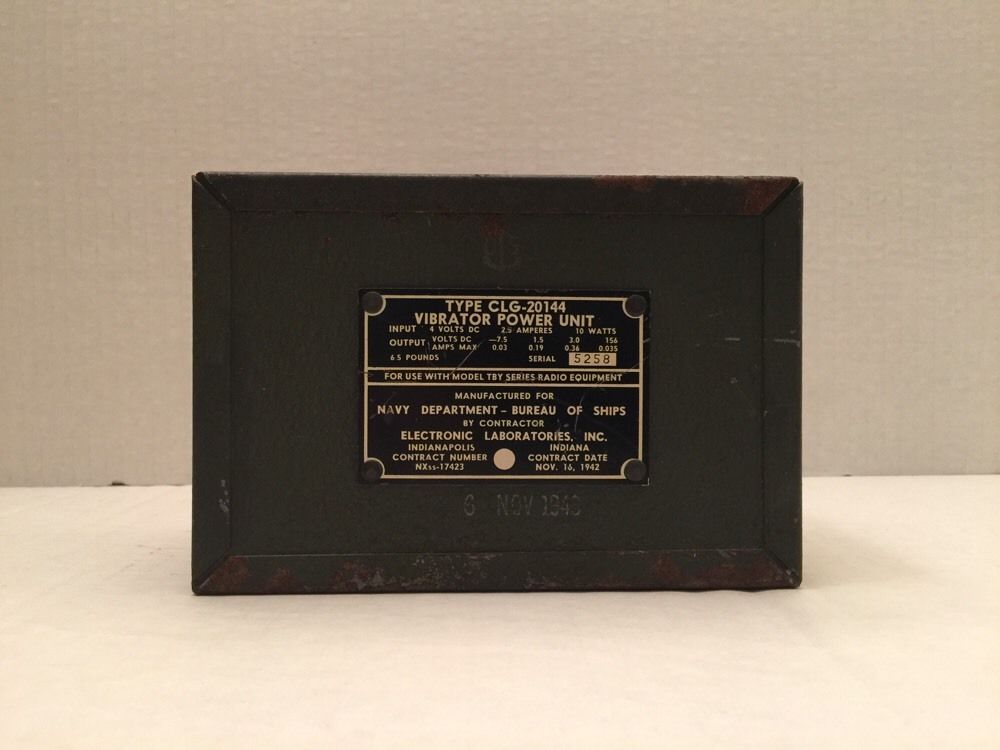 TYPE CLG-20144
VIBRATOR POWER UNIT
INPUT 4 VOLTS DC 2.5 AMPERES 10 WATTS
OUTPUT VOLTS DC —7.5 1.5 3.0 156
AMPS MAX 0.03 0.19 0.36 0.035
6 5 POUNDS SERIAL 5258
FOR USE WITH MODEL TBY SERIES RADIO EQUIPMENT
MANUFACTURED FOR
NAVY DEPARTMENT – BUREAU OF SHIPS
BY CONTRACTOR
ELECTRONIC LABORATORIES, INC.
INDIANAPOLIS INDIANA
CONTRACT NUMBER CONTRACT DATE
NXss-17423 NOV. 16, 1942
6 NOV 1943